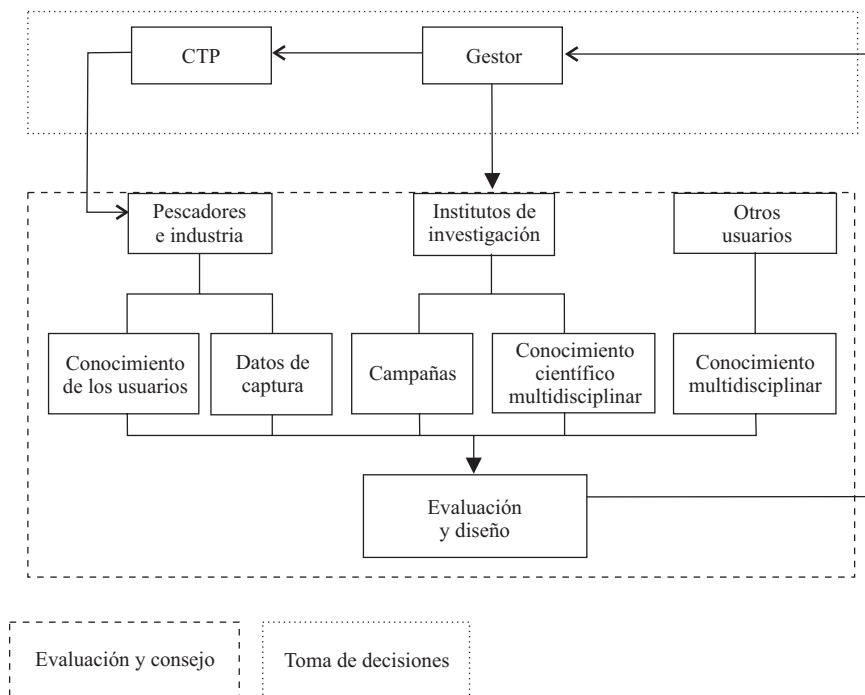 CTP
Gestor
Pescadores
e industria
Institutos de
investigación
Otros
usuarios
Conocimiento
de los usuarios
Datos de
captura
Campañas
Conocimiento
científico
multidisciplinar
Conocimiento
multidisciplinar
Evaluación
y diseño
Evaluación y consejo
Toma de decisiones